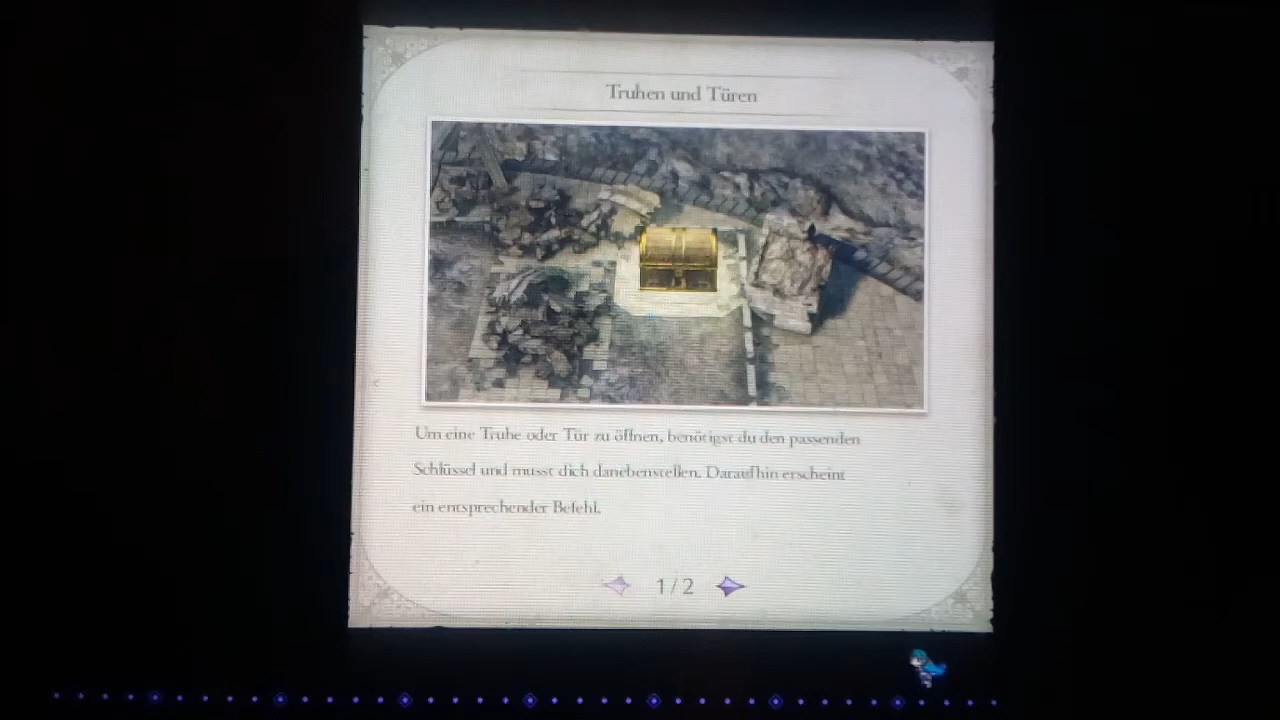 Truhen und Türen
Um eine Truhe oder Tür zu öffnen, benötigst du den passenden
Schlüssel und musst dich danebenstellen. Daraufhin erscheint
ein entsprechender Befehl.
1/2